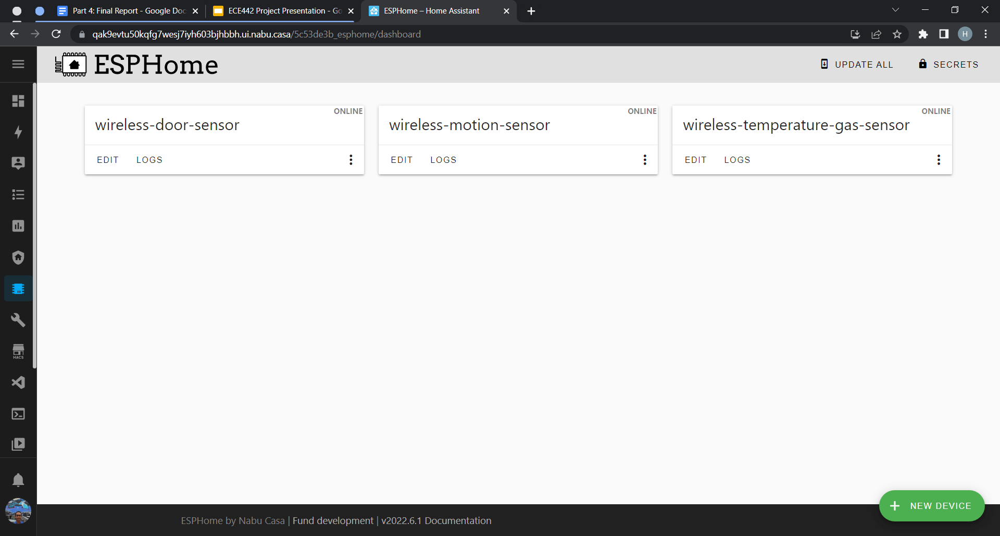 Part 4: Final Report - Google Doc
ECE442 Project Presentation - Go
ESPHome – Home Assistant
qak9evtu50kqfg7wesj7iyh603bjhbbh.ui.nabu.casa/5c53de3b_esphome/dashboard
H
ESPHome
UPDATE ALL
SECRETS
ONLINE
wireless-door-sensor
EDIT
LOGS
ONLINE
wireless-motion-sensor
EDIT
LOGS
ONLINE
wireless-temperature-gas-sensor
EDIT
LOGS
HACS
NEW DEVICE
ESPHome by Nabu Casa | Fund development | v2022.6.1 Documentation